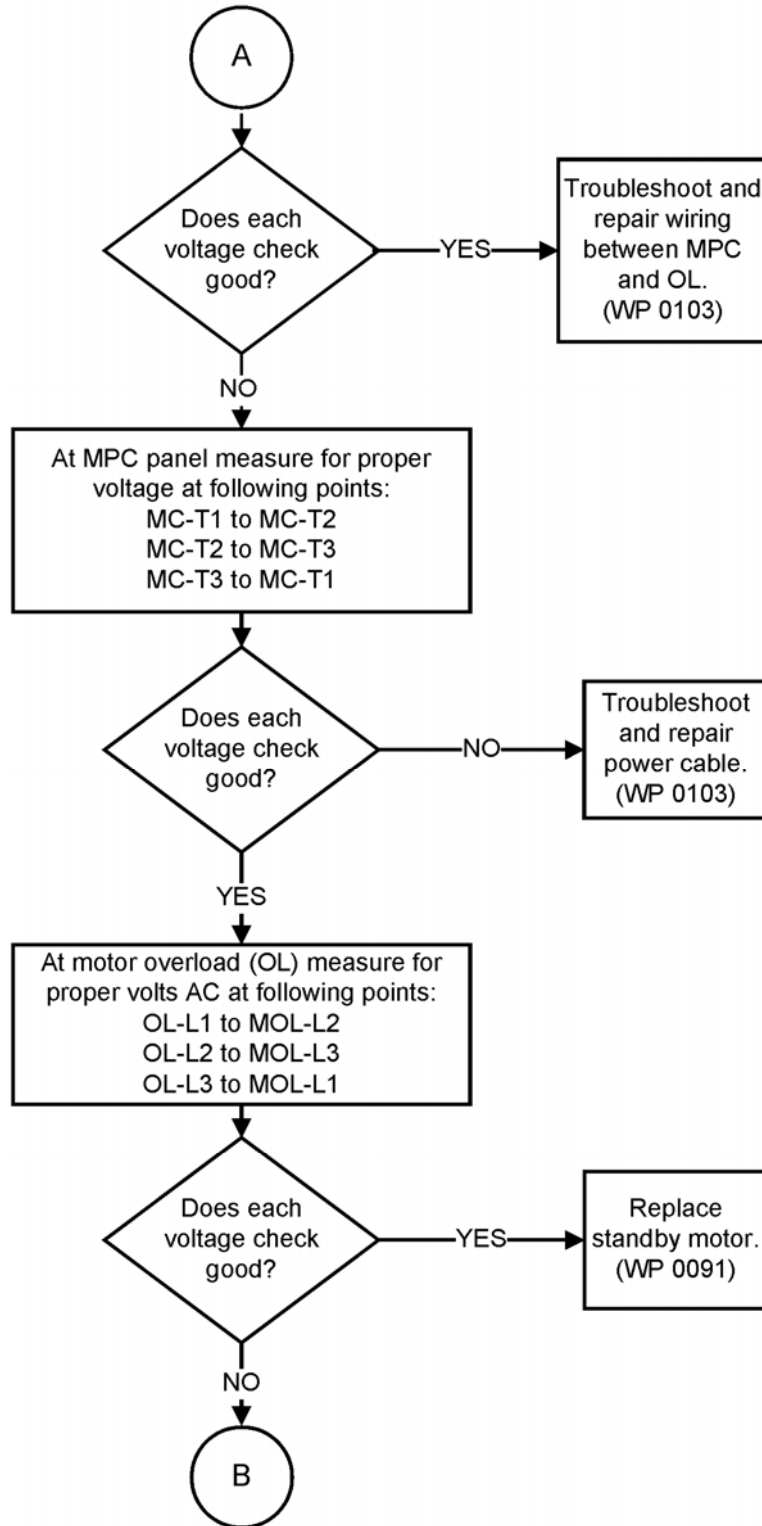 A
Does each
voltage check
good?
YES
Troubleshoot and
repair wiring
between MPC
and OL.
(WP 0103)
NO
At MPC panel measure for proper
voltage at following points:
MC-T1 to MC-T2
MC-T2 to MC-T3
MC-T3 to MC-T1
Does each
voltage check
good?
NO
Troubleshoot
and repair
power cable.
(WP 0103)
YES
At motor overload (OL) measure for
proper volts AC at following points:
OL-L1 to MOL-L2
OL-L2 to MOL-L3
OL-L3 to MOL-L1
Does each
voltage check
good?
YES
Replace
standby motor.
(WP 0091)
NO
B